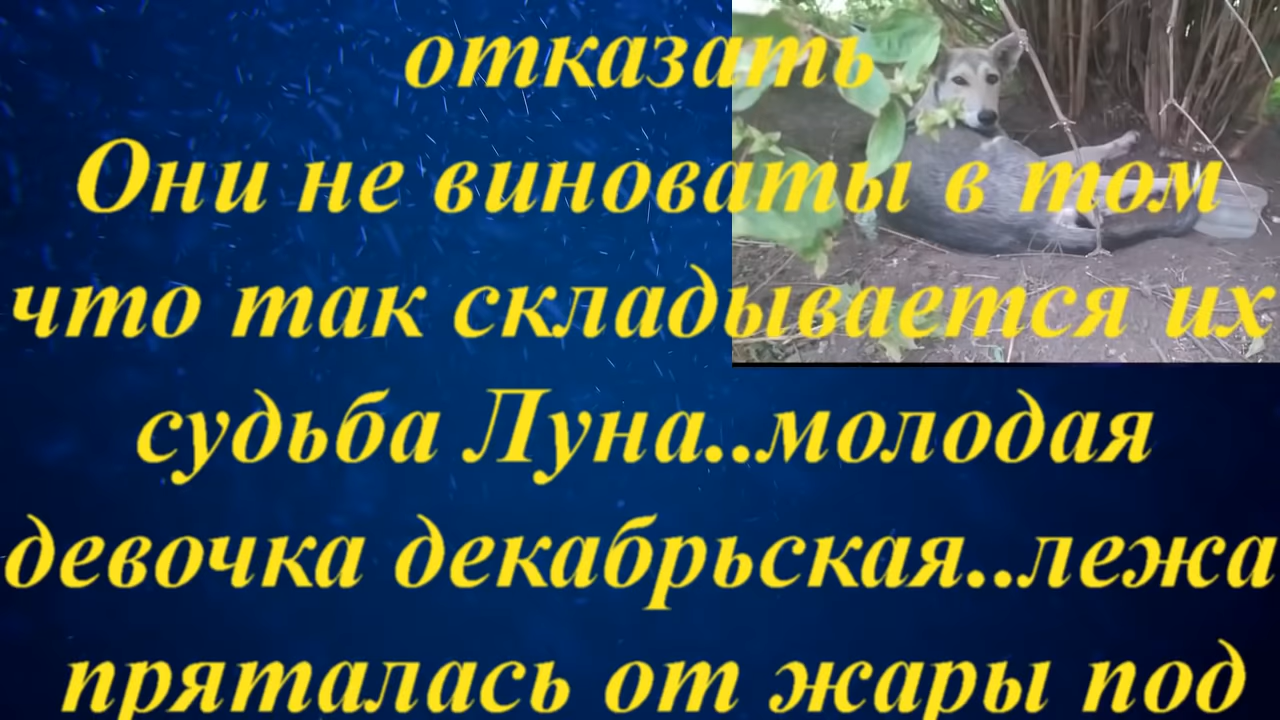 отказать
Они не виноваты в том
что так складывается их
судьба Луна..молодая
девочка декабрьская..лежа
пряталась от жары под